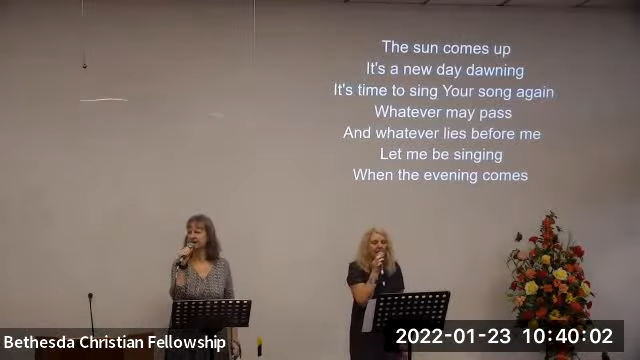 The sun comes up
It's a new day dawning
It's time to sing Your song again
Whatever may pass
And whatever lies before me
Let me be singing
When the evening comes
Bethesda Christian Fellowship
2022-01-23 10:40:02